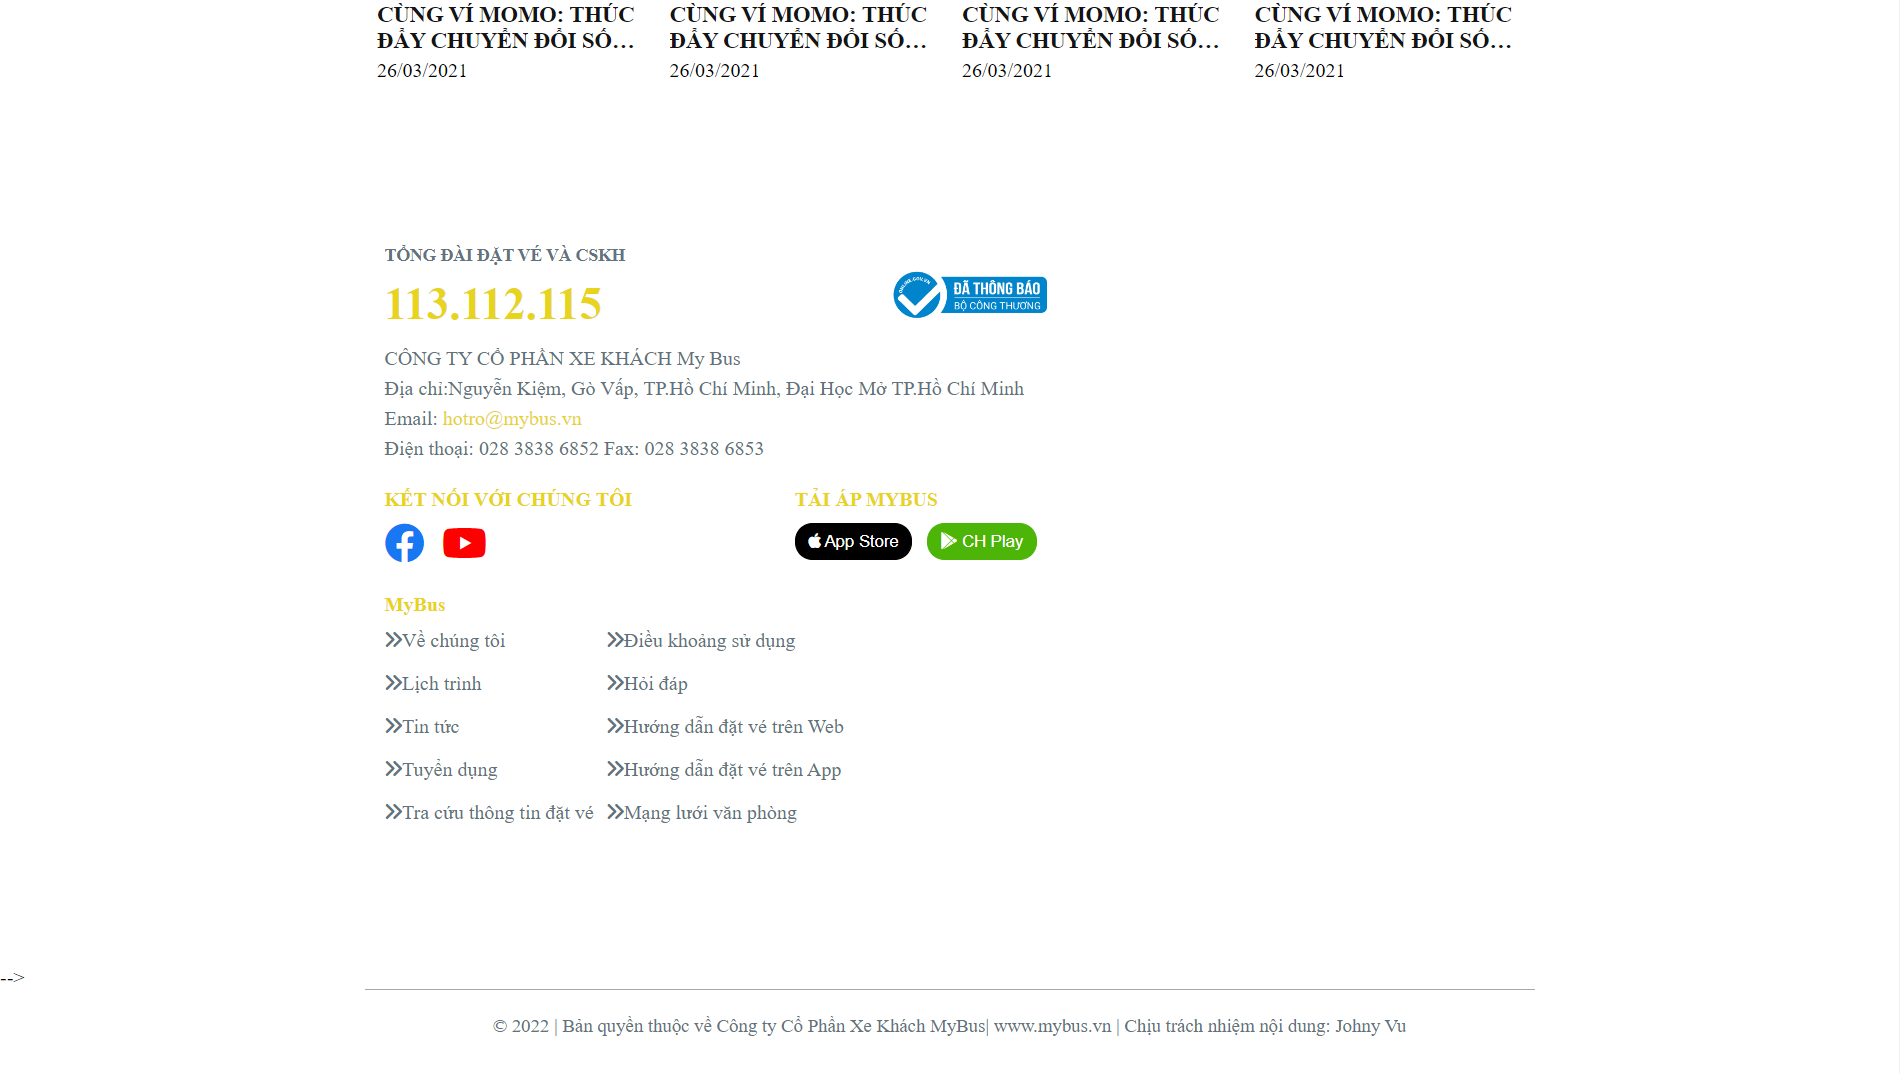 CÙNG VÍ MOMO: THÚC
ĐẨY CHUYỂN ĐỔI SỐ...
26/03/2021
CÙNG VÍ MOMO: THÚC
ĐẨY CHUYỂN ĐỔI SỐ...
26/03/2021
CÙNG VÍ MOMO: THÚC
ĐẨY CHUYỂN ĐỔI SỐ...
26/03/2021
CÙNG VÍ MOMO: THÚC
ĐẨY CHUYỂN ĐỔI SỐ...
26/03/2021
TỔNG ĐÀI ĐẶT VÉ VÀ CSKH
113.112.115
ONLINE.GOV.VN
ĐÃ THÔNG BÁO
BỘ CÔNG THƯƠNG
CÔNG TY CỔ PHẦN XE KHÁCH My Bus
Địa chỉ:Nguyễn Kiệm, Gò Vấp, TP.Hồ Chí Minh, Đại Học Mở TP.Hồ Chí Minh
Email: hotro@mybus.vn
Điện thoại: 028 3838 6852 Fax: 028 3838 6853
KẾT NỐI VỚI CHÚNG TÔI
TẢI ÁP MYBUS
App Store
CH Play
MyBus
Về chúng tôi
Lịch trình
Tin tức
Tuyển dụng
Tra cứu thông tin đặt vé
Điều khoảng sử dụng
Hỏi đáp
Hướng dẫn đặt vé trên Web
Hướng dẫn đặt vé trên App
Mạng lưới văn phòng
-->
© 2022 | Bản quyền thuộc về Công ty Cổ Phần Xe Khách MyBus| www.mybus.vn | Chịu trách nhiệm nội dung: Johny Vu